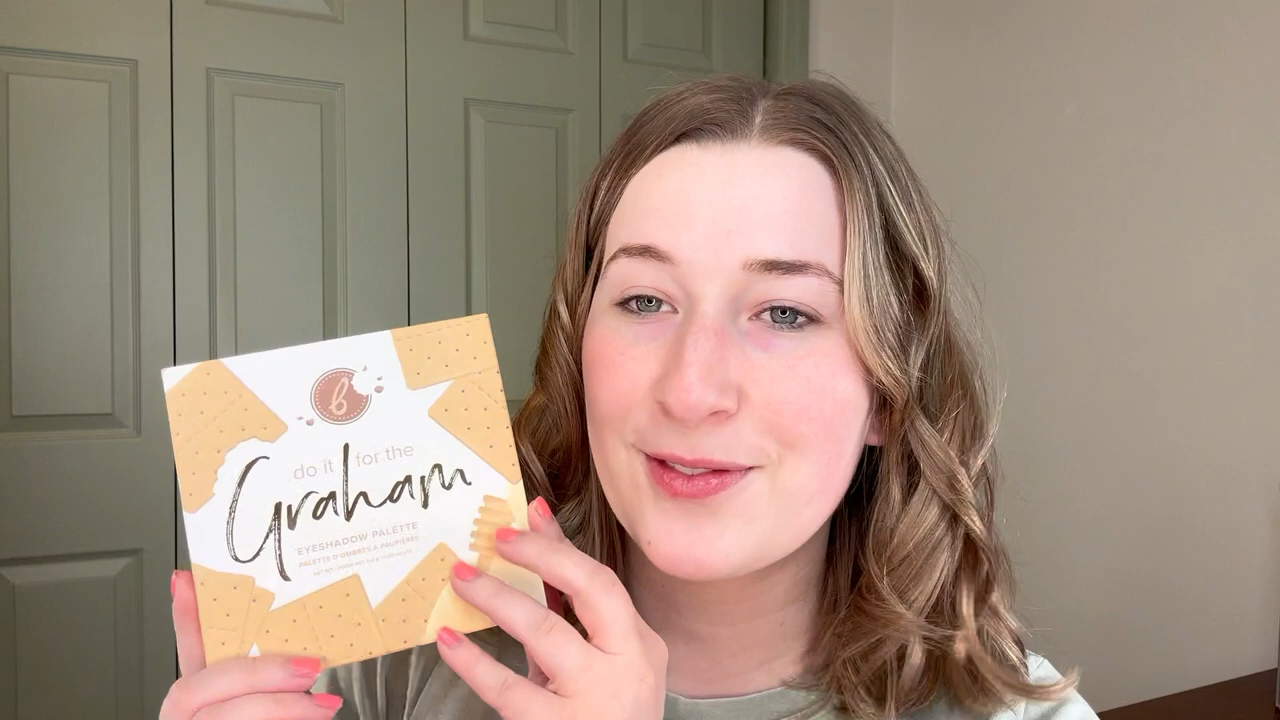 b
do it for the
Graham
EYESHADOW PALETTE
PALETTE D'OMBRES À PAUPIÈRES